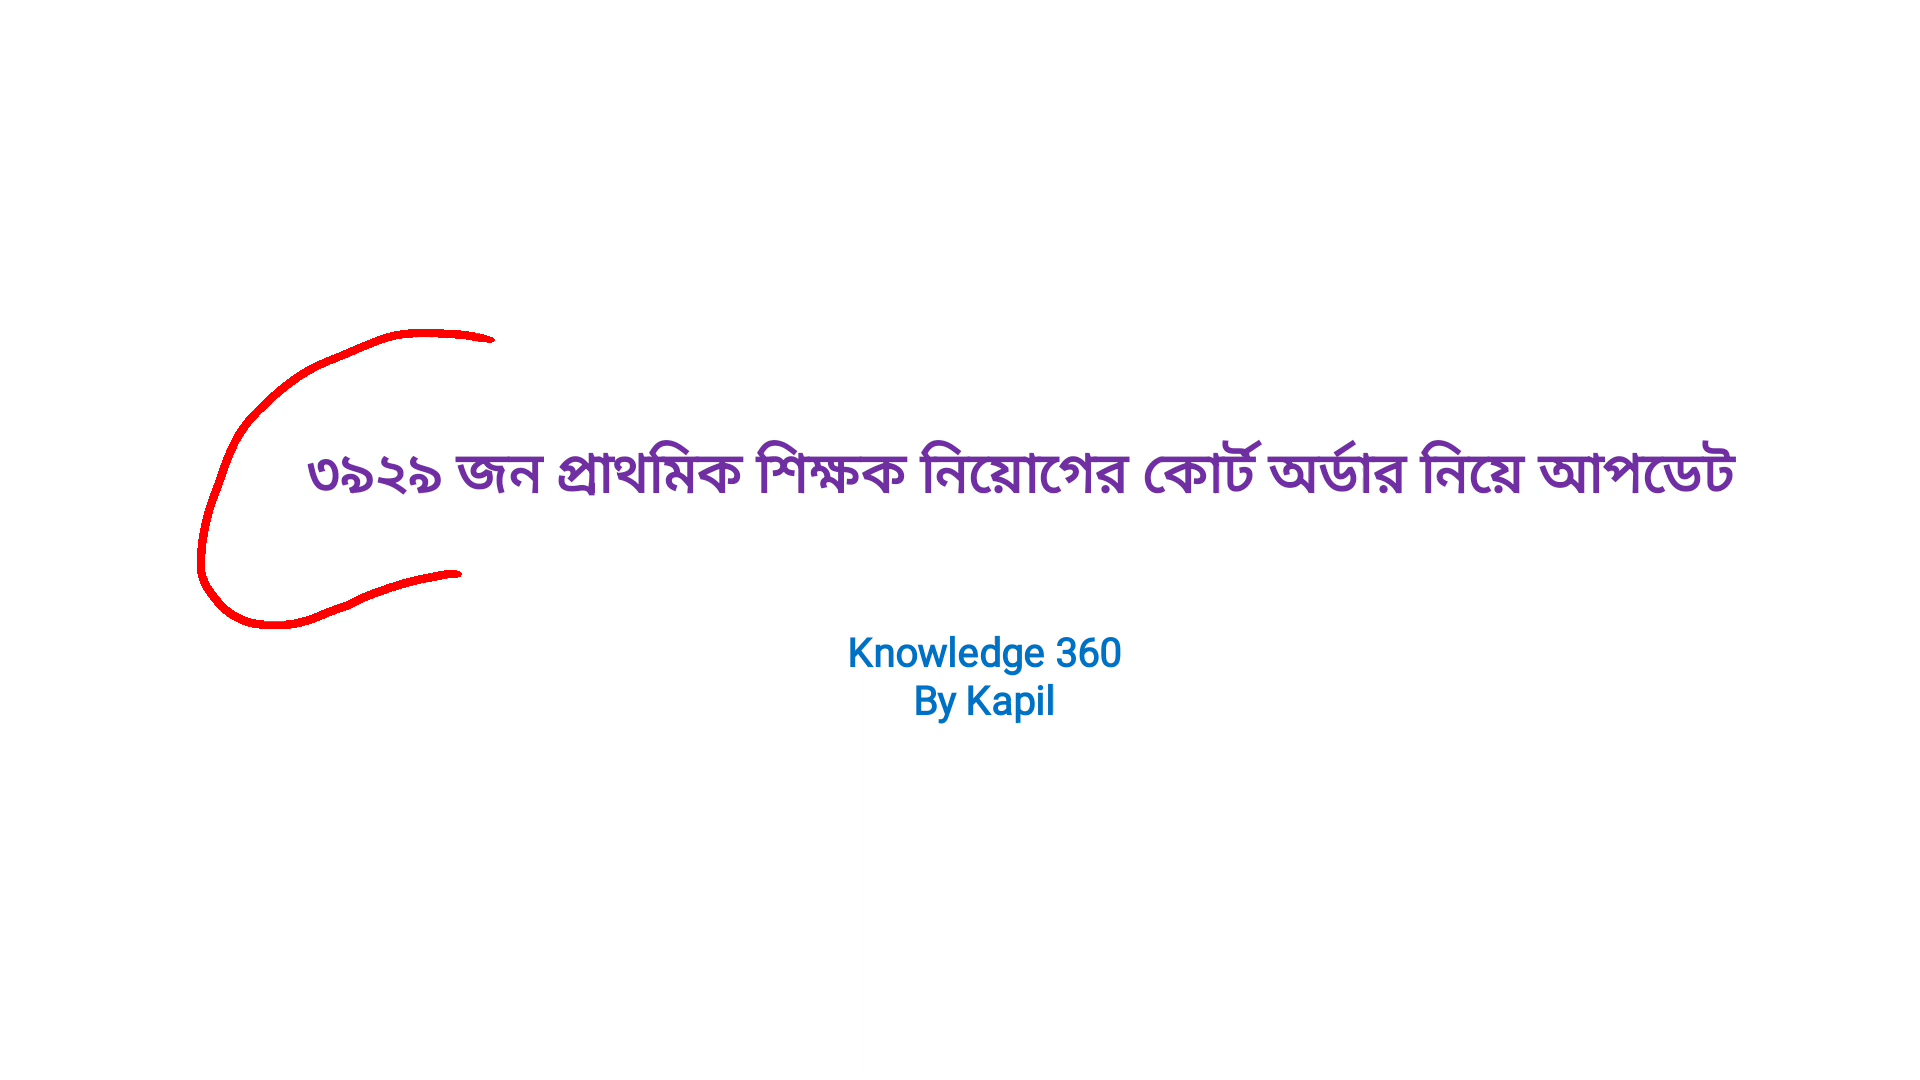 ৩৯২৯ জন প্রাথমিক শিক্ষক নিয়োগের কোর্ট অর্ডার নিয়ে আপডেট
Knowledge 360
By Kapil